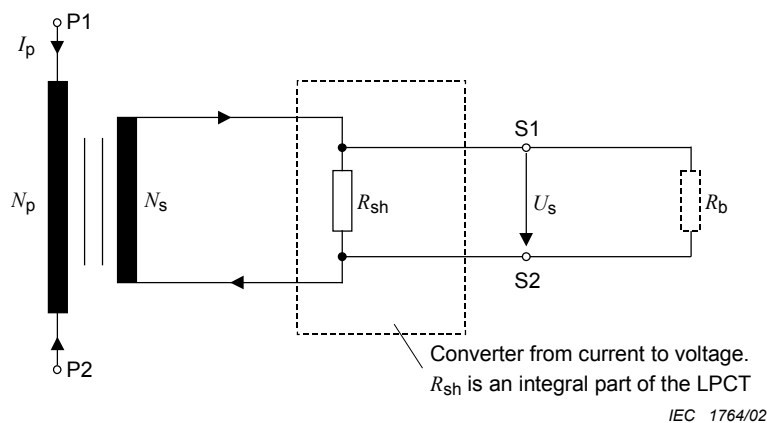 P1
Ip
Np
Ns
Rsh
S1
Us
Rb
S2
P2
Converter from current to voltage.
Rsh is an integral part of the LPCT
IEC 1764/02